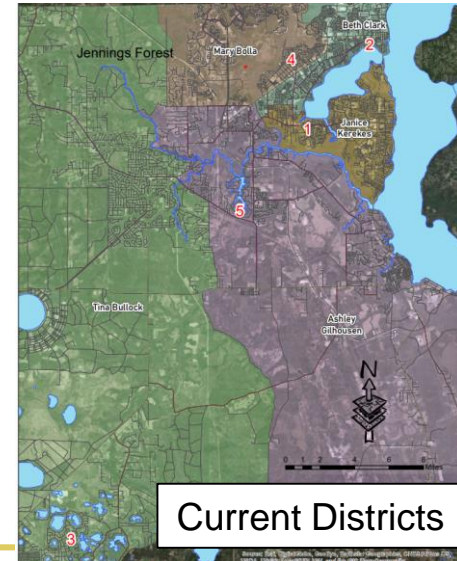 Beth Clark
2
Jennings Forest
Mary Bolla
4
1
Janice
Kerekes
5
Tina Bullock
Ashley
Gilhousen
N
0 1 2 4 6 8
Miles
Current Districts
3